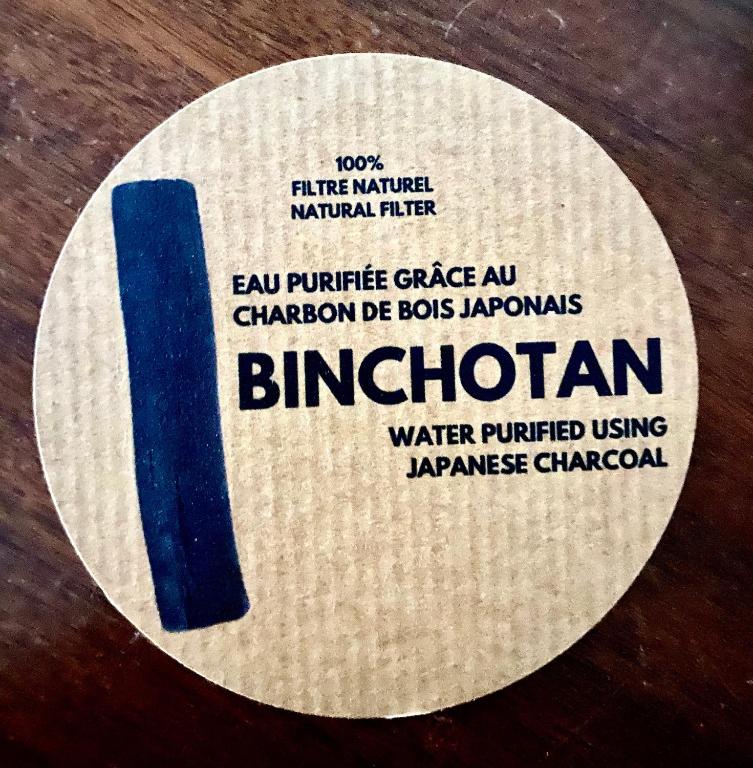 100%
FILTRE NATUREL
NATURAL FILTER
EAU PURIFIÉE GRÂCE AU
CHARBON DE BOIS JAPONAIS
BINCHOTAN
WATER PURIFIED USING
JAPANESE CHARCOAL